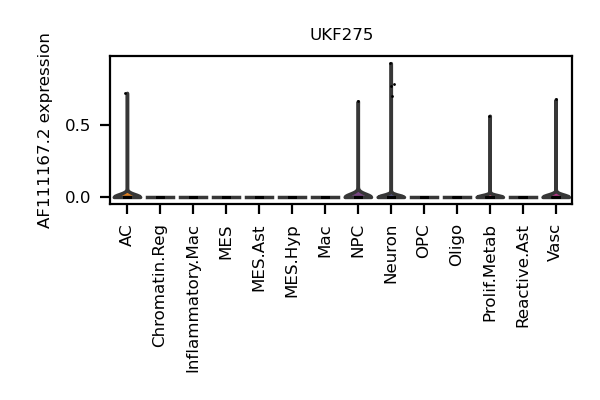 UKF275
AF111167.2 expression
0.5
0.0
AC
Chromatin.Reg
Inflammatory.Mac
MES
MES.Ast
MES.Hyp
Mac
NPC
Neuron
OPC
Oligo
Prolif.Metab
Reactive.Ast
Vasc